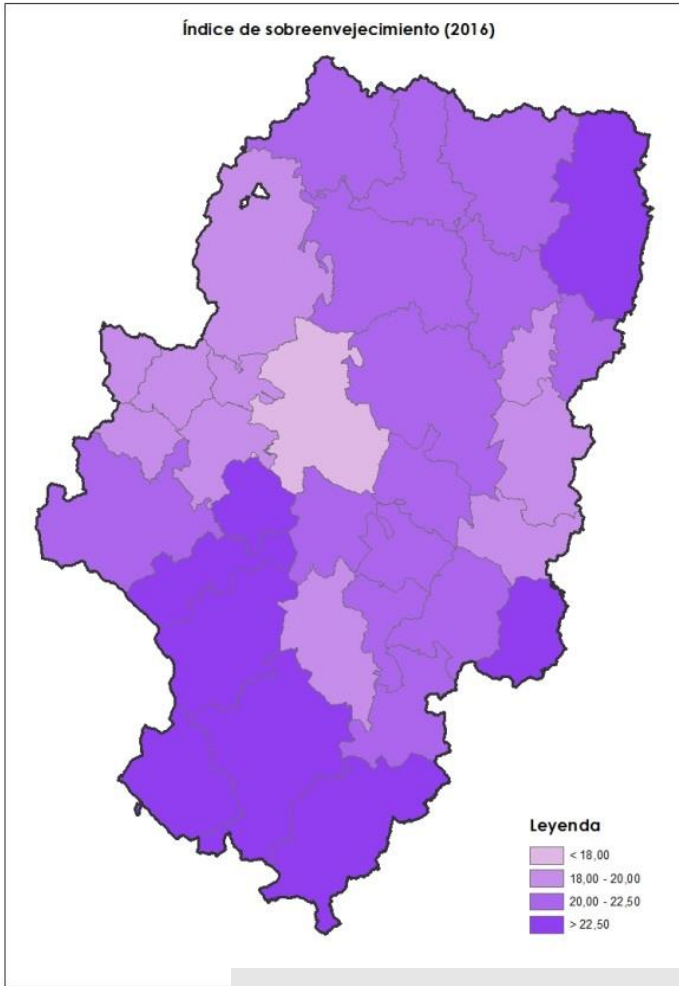 Índice de sobreenvejecimiento (2016)
Leyenda
< 18,00
18,00 - 20,00
20,00 - 22,50
> 22,50